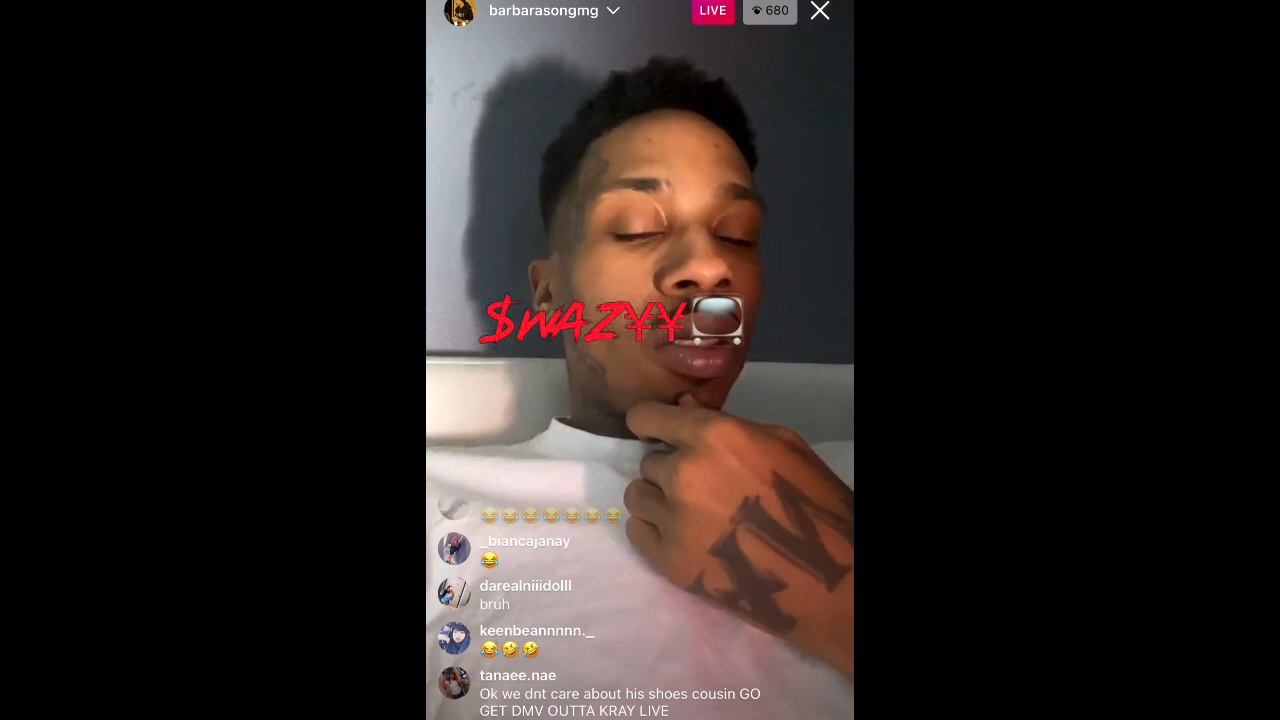 barbarasongmg
LIVE
680
$WAZ¥¥
😂😂😂😂😂😂😂
_biancajanay
😂
darealniiidolll
bruh
keenbeannnnn._
😂🤣🤣
tanaee.nae
Ok we dnt care about his shoes cousin GO
GET DMV OUTTA KRAY LIVE